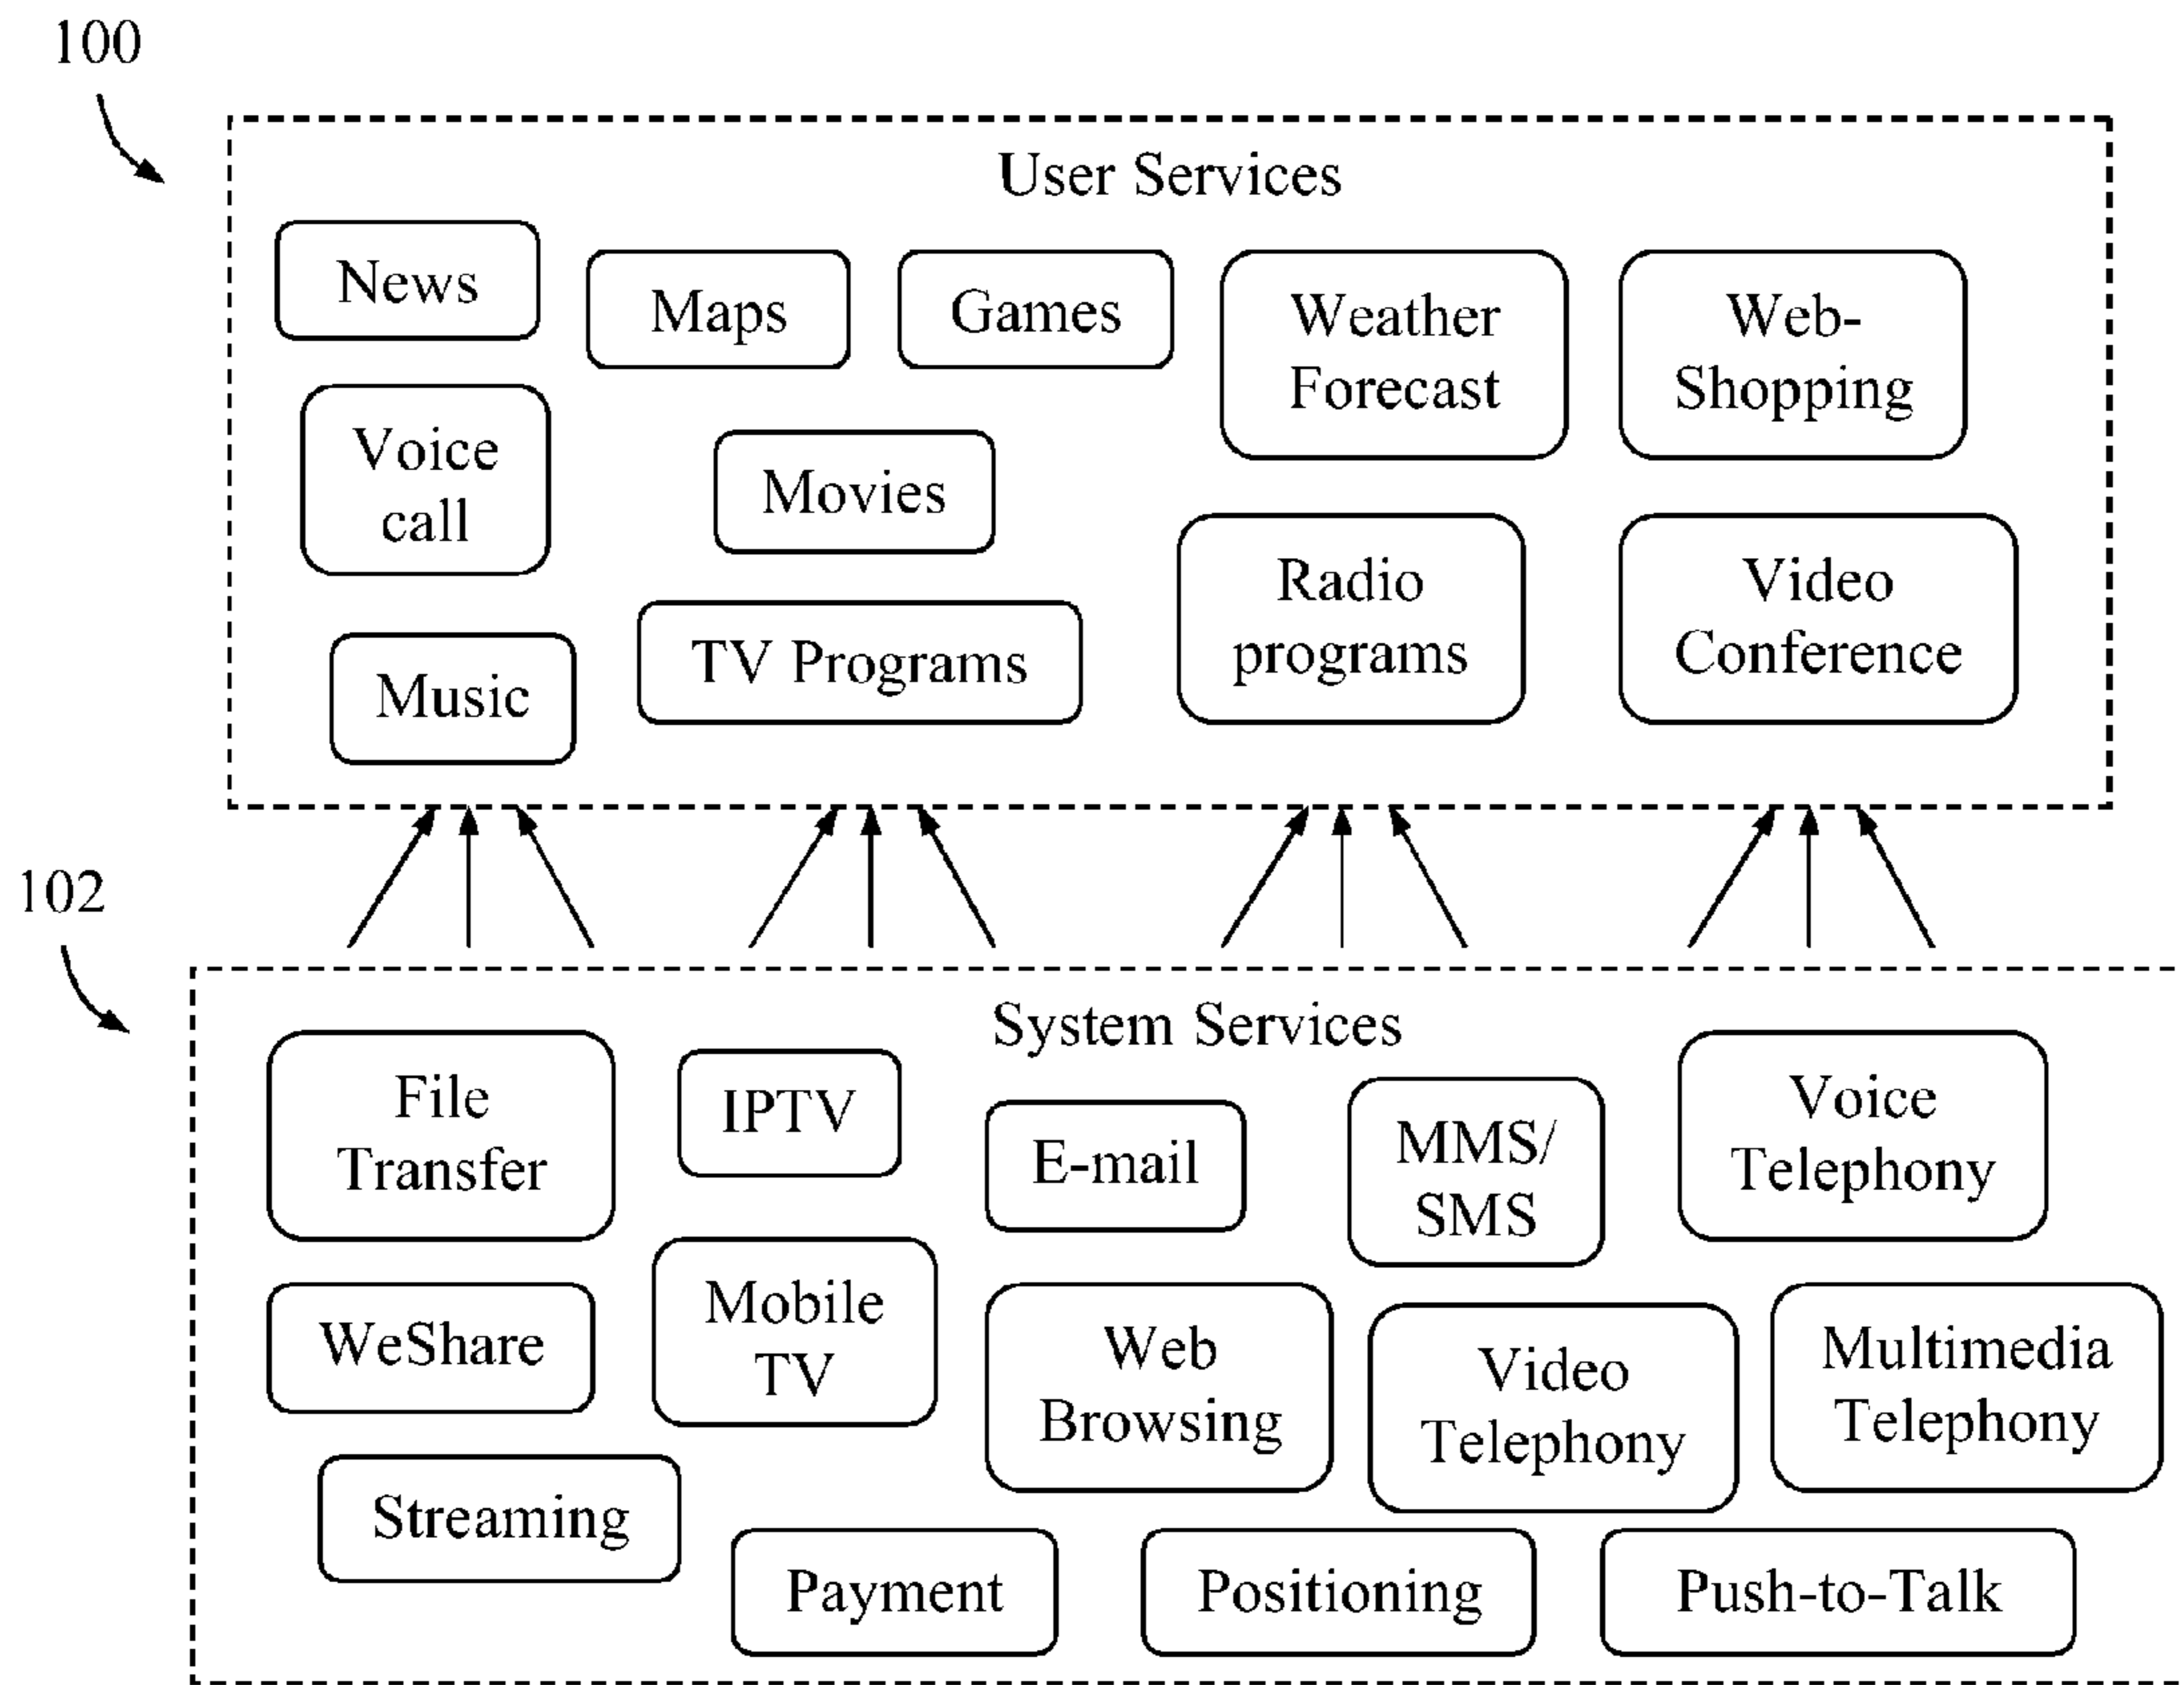 100
User Services
News
Maps
Games
Weather
Forecast
Web-
Shopping
Voice
call
Movies
Radio
programs
Video
Conference
Music
TV Programs
102
System Services
File
Transfer
IPTV
E-mail
MMS/
SMS
Voice
Telephony
WeShare
Mobile
TV
Web
Browsing
Video
Telephony
Multimedia
Telephony
Streaming
Payment
Positioning
Push-to-Talk